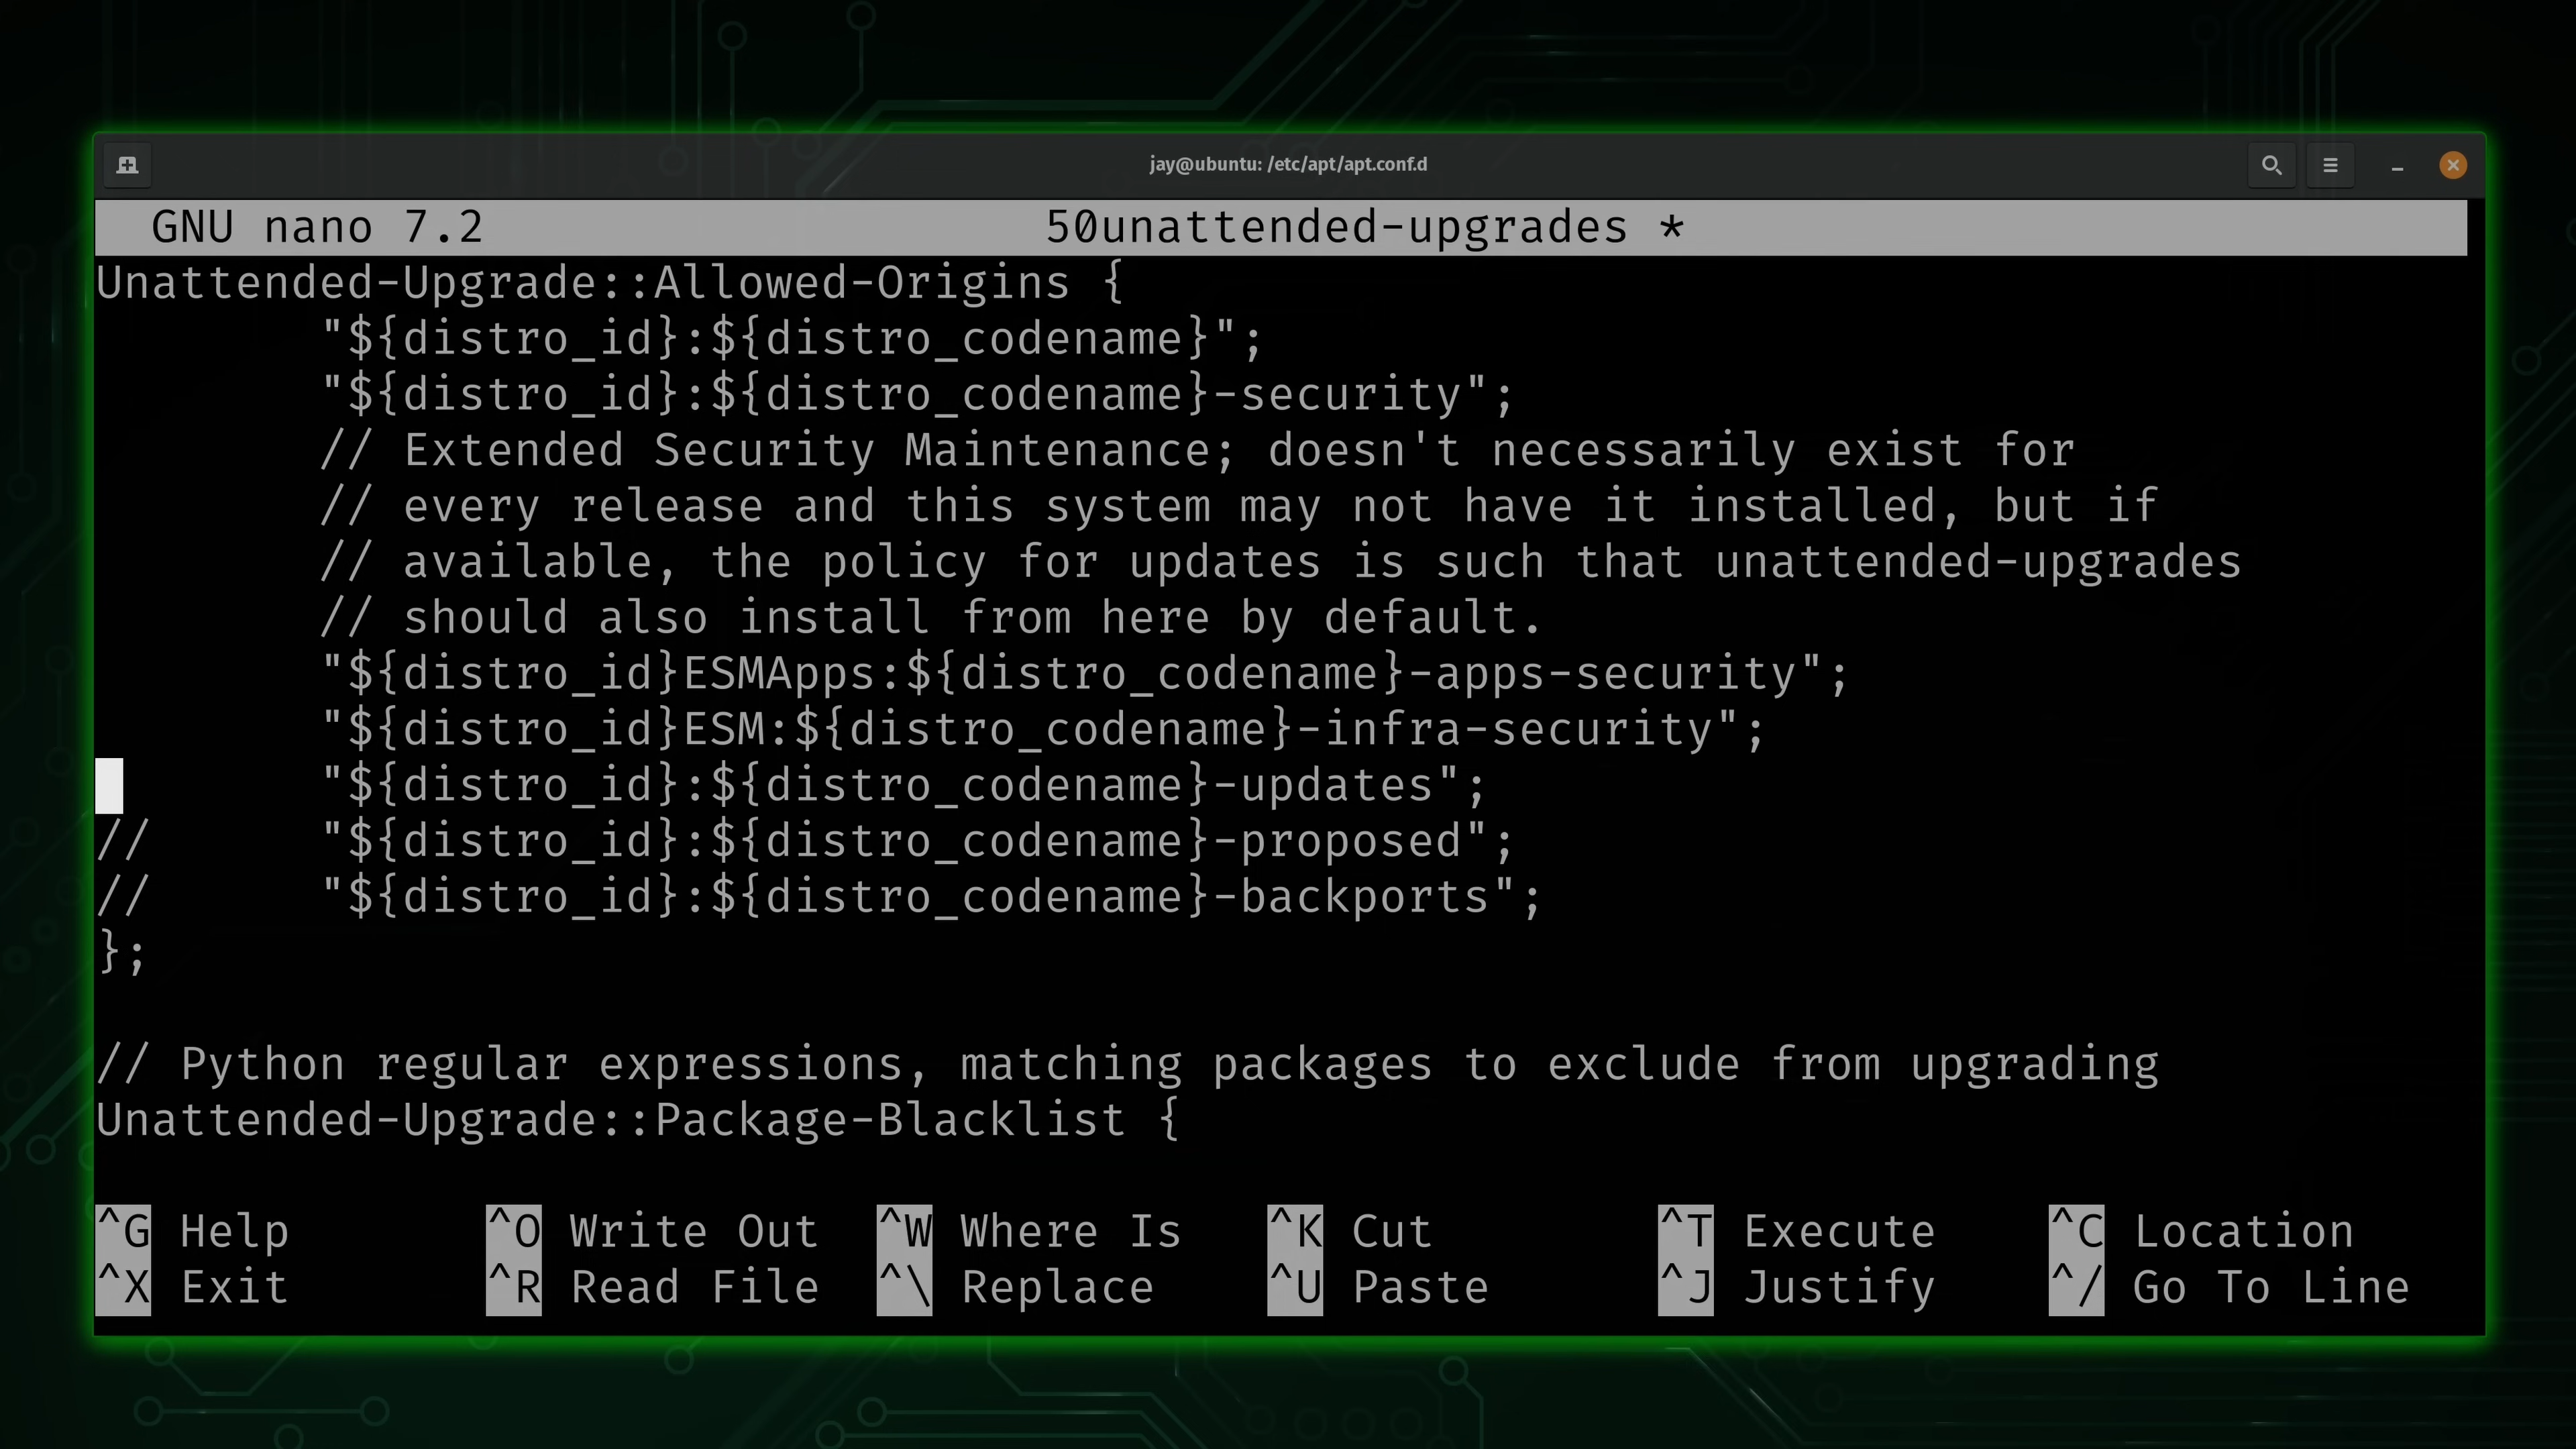 jay@ubuntu: /etc/apt/apt.conf.d
GNU nano 7.2 50unattended-upgrades *
Unattended-Upgrade::Allowed-Origins {
        "${distro_id}:${distro_codename}";
        "${distro_id}:${distro_codename}-security";
        // Extended Security Maintenance; doesn't necessarily exist for
        // every release and this system may not have it installed, but if
        // available, the policy for updates is such that unattended-upgrades
        // should also install from here by default.
        "${distro_id}ESMApps:${distro_codename}-apps-security";
        "${distro_id}ESM:${distro_codename}-infra-security";
        "${distro_id}:${distro_codename}-updates";
//      "${distro_id}:${distro_codename}-proposed";
//      "${distro_id}:${distro_codename}-backports";
};
// Python regular expressions, matching packages to exclude from upgrading
Unattended-Upgrade::Package-Blacklist {
^G Help ^O Write Out ^W Where Is ^K Cut ^T Execute ^C Location
^X Exit ^R Read File ^\ Replace ^U Paste ^J Justify ^/ Go To Line